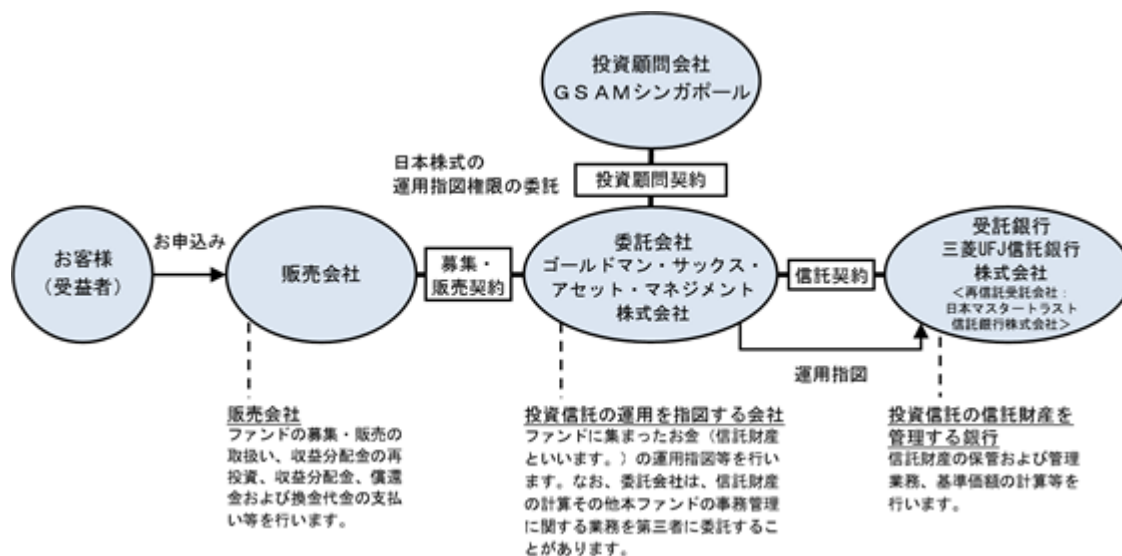 投資顧問会社
GSAMシンガポール
日本株式の
運用指図権限の委託
投資顧問契約
お客様
(受益者)
お申込み
販売会社
募集・
販売契約
委託会社
ゴールドマン・サックス・
アセット・マネジメント
株式会社
信託契約
受託銀行
三菱UFJ信託銀行
株式会社
<再信託受託会社:
日本マスタートラスト
信託銀行株式会社>
運用指図
販売会社
ファンドの募集・販売の
取扱い、収益分配金の再
投資、収益分配金、償還
金および換金代金の支払
い等を行います。
投資信託の運用を指図する会社
ファンドに集まったお金(信託財産
といいます。)の運用指図等を行い
ます。なお、委託会社は、信託財産
の計算その他本ファンドの事務管理
に関する業務を第三者に委託するこ
とがあります。
投資信託の信託財産を
管理する銀行
信託財産の保管および管理
業務、基準価額の計算等を
行います。